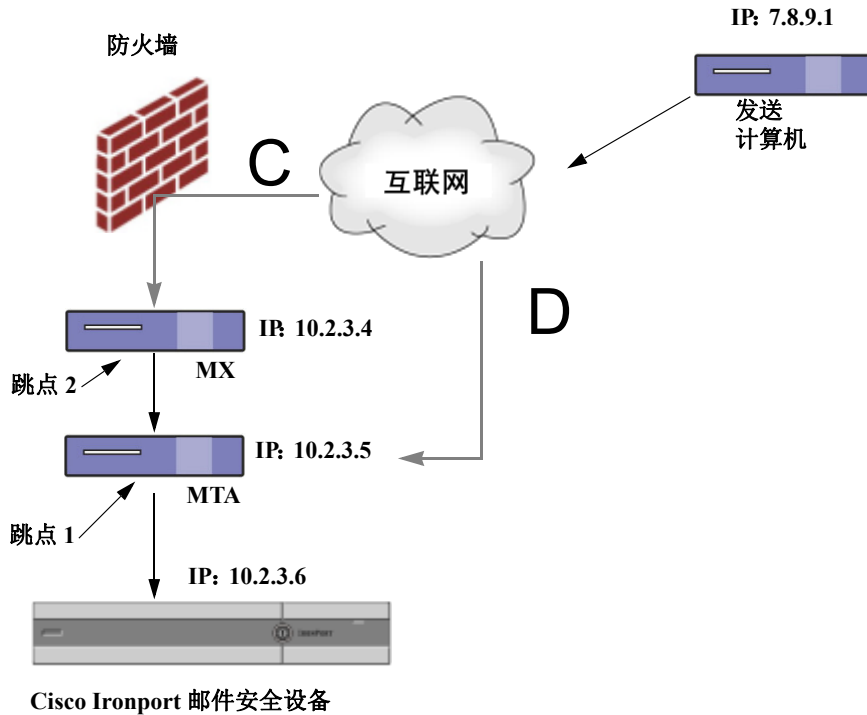 IP: 7.8.9.1
防火墙
发送
计算机
C
互联网
D
IP: 10.2.3.4
MX
跳点 2
IP: 10.2.3.5
MTA
跳点 1
IP: 10.2.3.6
IRONPORT
Cisco Ironport 邮件安全设备